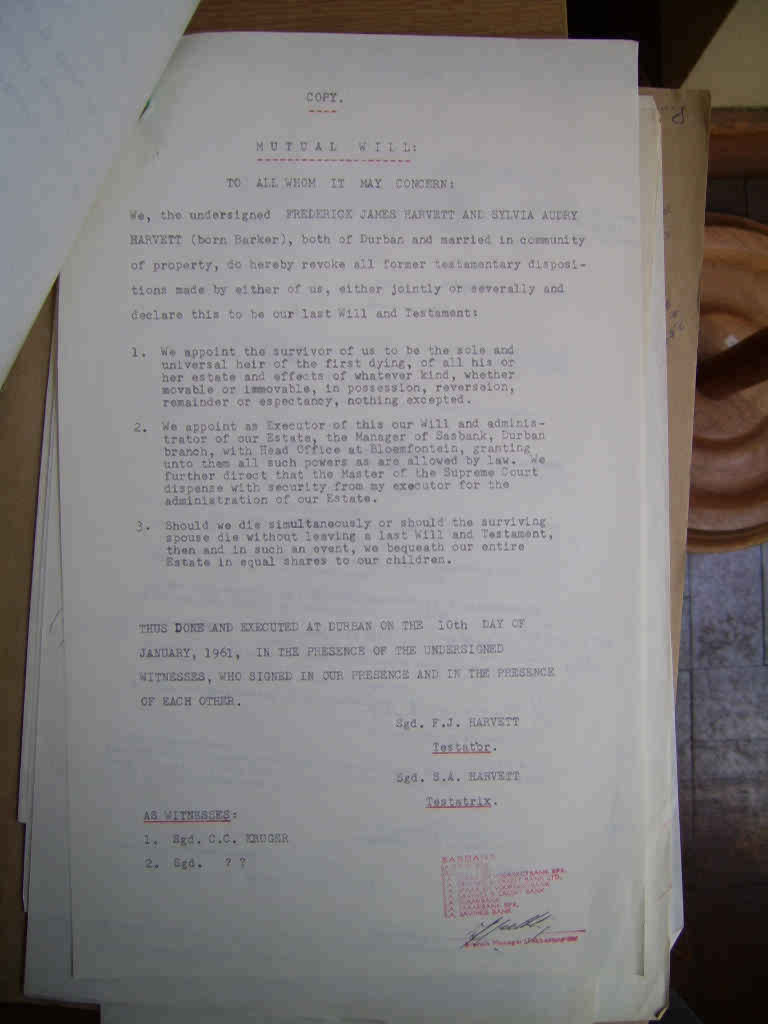 COPY.
MUTUAL WILL:
TO ALL WHOM IT MAY CONCERN:
We, the undersigned FREDERICK JAMES HARVETT AND SYLVIA AUDRY
HARVETT (born Barker), both of Durban and married in community
of property, do hereby revoke all former testamentary disposi-
tions made by either of us, either jointly or severally and
declare this to be our last Will and Testament:
1. We appoint the survivor of us to be the sole and
universal heir of the first dying, of all his or
her estate and effects of whatever kind, whether
movable or immovable, in possession, reverseion,
remainder or espectancy, nothing excepted.
2. We appoint as Executor of this our Will and adminis-
trator of our Estate, the Manager of Sasbank, Durban
branch, with Head Office at Bloemfontein, granting
unto them all such powers as are allowed by law. We
further direct that the Master of the Supreme Court
dispense with security from my executor for the
administration of our Estate.
3. Should we die simultaneously or should the surviving
spouse die without leaving a last Will and Testament,
then and in such an event, we bequeath our entire
Estate in equal shares to our children.
THUS DONE AND EXECUTED AT DURBAN ON THE 10th DAY OF
JANUARY, 1961, IN THE PRESENCE OF THE UNDERSIGNED
WITNESSES, WHO SIGNED IN OUR PRESENCE AND IN THE PRESENCE
OF EACH OTHER.
Sgd. F.J. HARVETT
Testator.
Sgd. S.A. HARVETT
Testatrix.
AS WITNESSES:
1. Sgd. C.C. KRUGER
2. Sgd. ? ?
SASBANK
SAVINGS BANK
Branch Manager